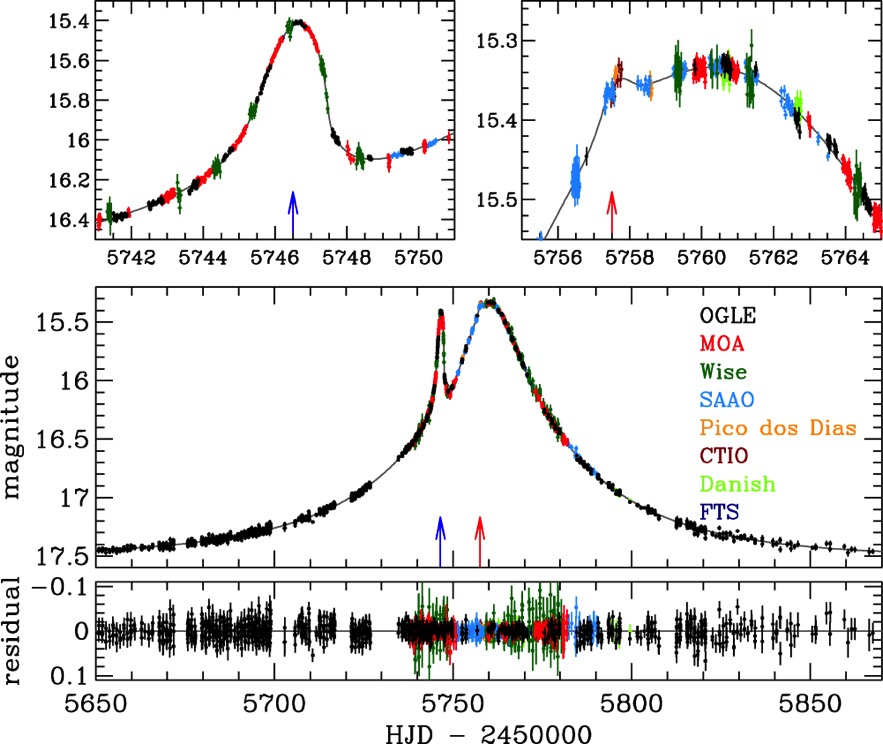 15.4
15.6
15.8
16
16.2
16.4
5742 5744 5746 5748 5750
15.3
15.4
15.5
5756 5758 5760 5762 5764
magnitude
15.5
16
16.5
17
17.5
OGLE
MOA
Wise
SAAO
Pico dos Dias
CTIO
Danish
FTS
residual
−0.1
0
0.1
5650 5700 5750 5800 5850
HJD − 2450000